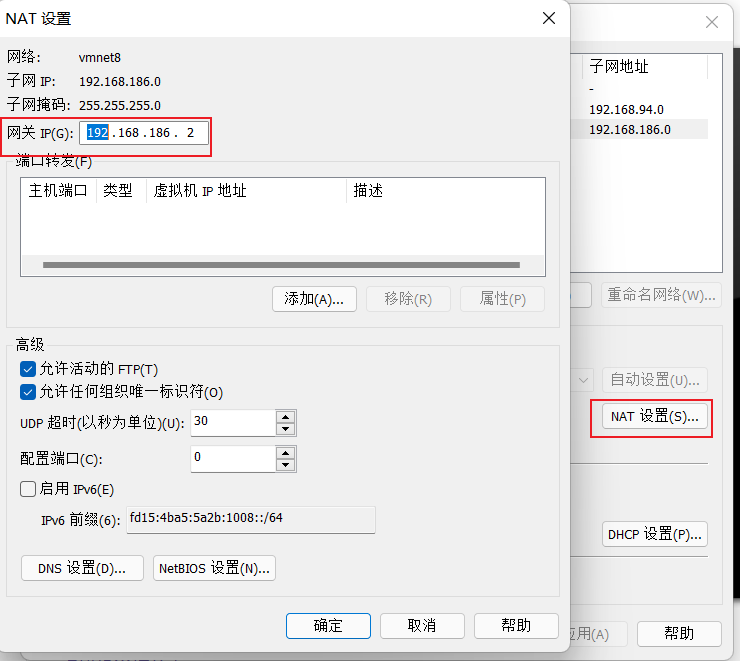 NAT 设置
网络: vmnet8
子网 IP: 192.168.186.0
子网掩码: 255.255.255.0
网关 IP(G): 192.168.186. 2
端口转发(F)
主机端口 类型 虚拟机 IP 地址 描述
添加(A)... 移除(R) 属性(P)
高级
允许活动的 FTP(T)
允许任何组织唯一标识符(O)
UDP 超时(以秒为单位)(U): 30
配置端口(C): 0
启用 IPv6(E)
IPv6 前缀(6): fd15:4ba5:5a2b:1008::/64
DNS 设置(D)... NetBIOS 设置(N)...
确定 取消 帮助
子网地址
-
192.168.94.0
192.168.186.0
重命名网络(W)...
自动设置(U)...
NAT 设置(S)...
DHCP 设置(P)...
用(A) 帮助